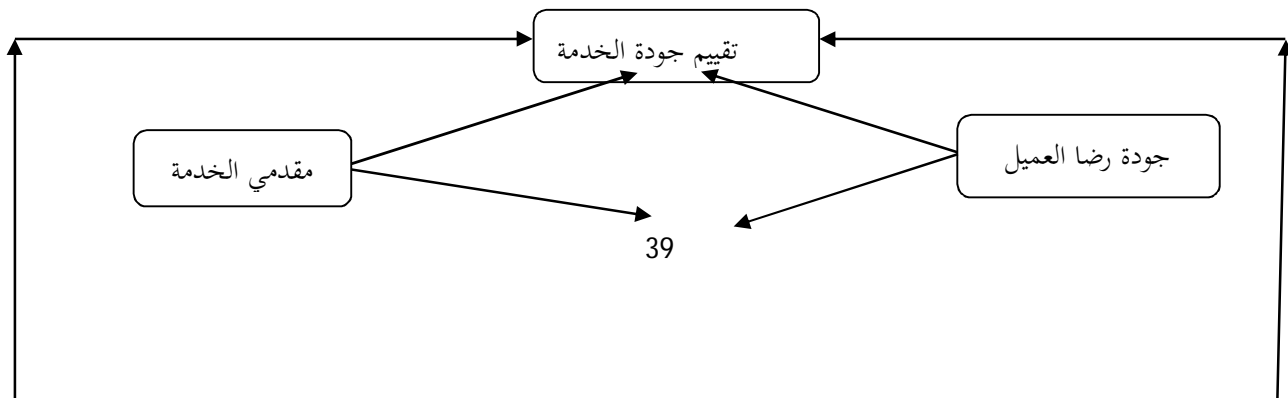 تقييم جودة الخدمة
جودة رضا العميل
مقدمي الخدمة
39